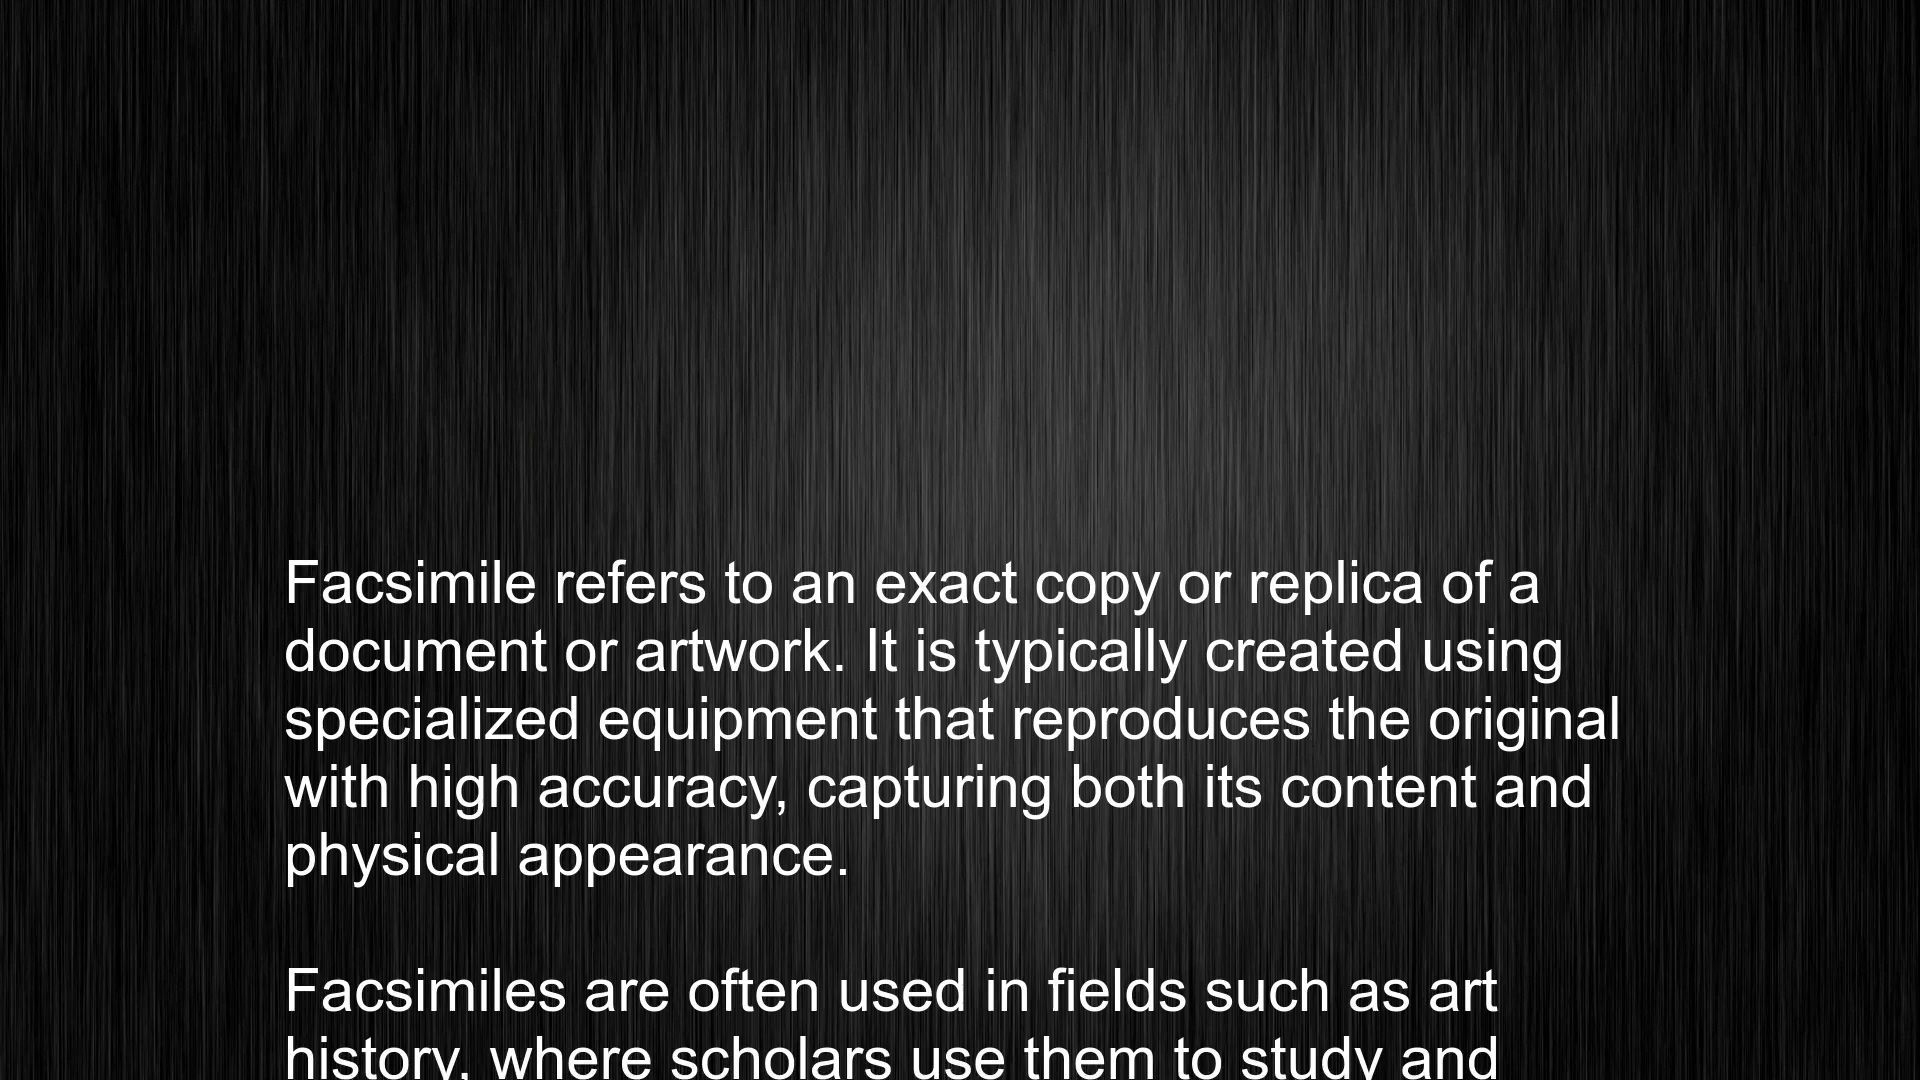 Facsimile refers to an exact copy or replica of a
document or artwork. It is typically created using
specialized equipment that reproduces the original
with high accuracy, capturing both its content and
physical appearance.
Facsimiles are often used in fields such as art
history, where scholars use them to study and